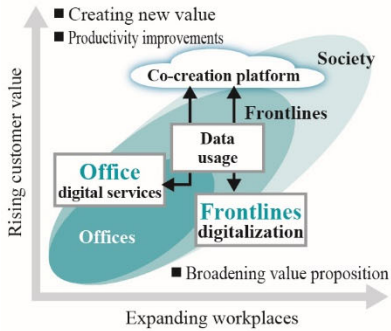 ■ Creating new value
■ Productivity improvements
Society
Co-creation platform
Frontlines
Data
usage
Office
digital services
Frontlines
digitalization
Offices
■ Broadening value proposition
Rising customer value
Expanding workplaces